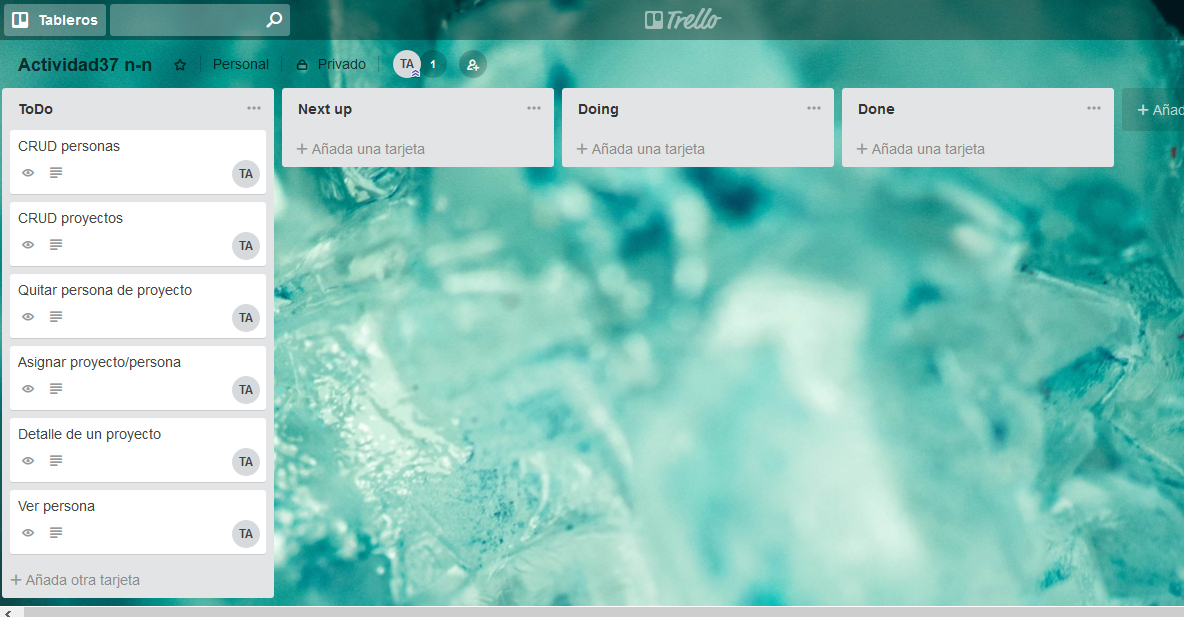 Tableros
Trello
Actividad37 n-n
Personal
Privado
TA
1
ToDo
CRUD personas
TA
CRUD proyectos
TA
Quitar persona de proyecto
TA
Asignar proyecto/persona
TA
Detalle de un proyecto
TA
Ver persona
TA
+ Añada otra tarjeta
Next up
+ Añada una tarjeta
Doing
+ Añada una tarjeta
Done
+ Añada una tarjeta
+ Añad